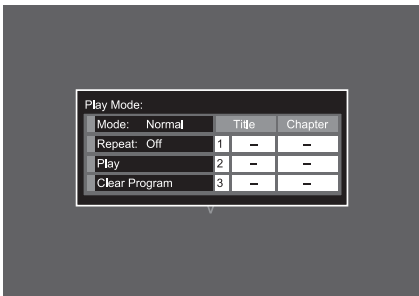 Play Mode:
Mode: Normal Title Chapter
Repeat: Off 1 – –
Play 2 – –
Clear Program 3 – –
v